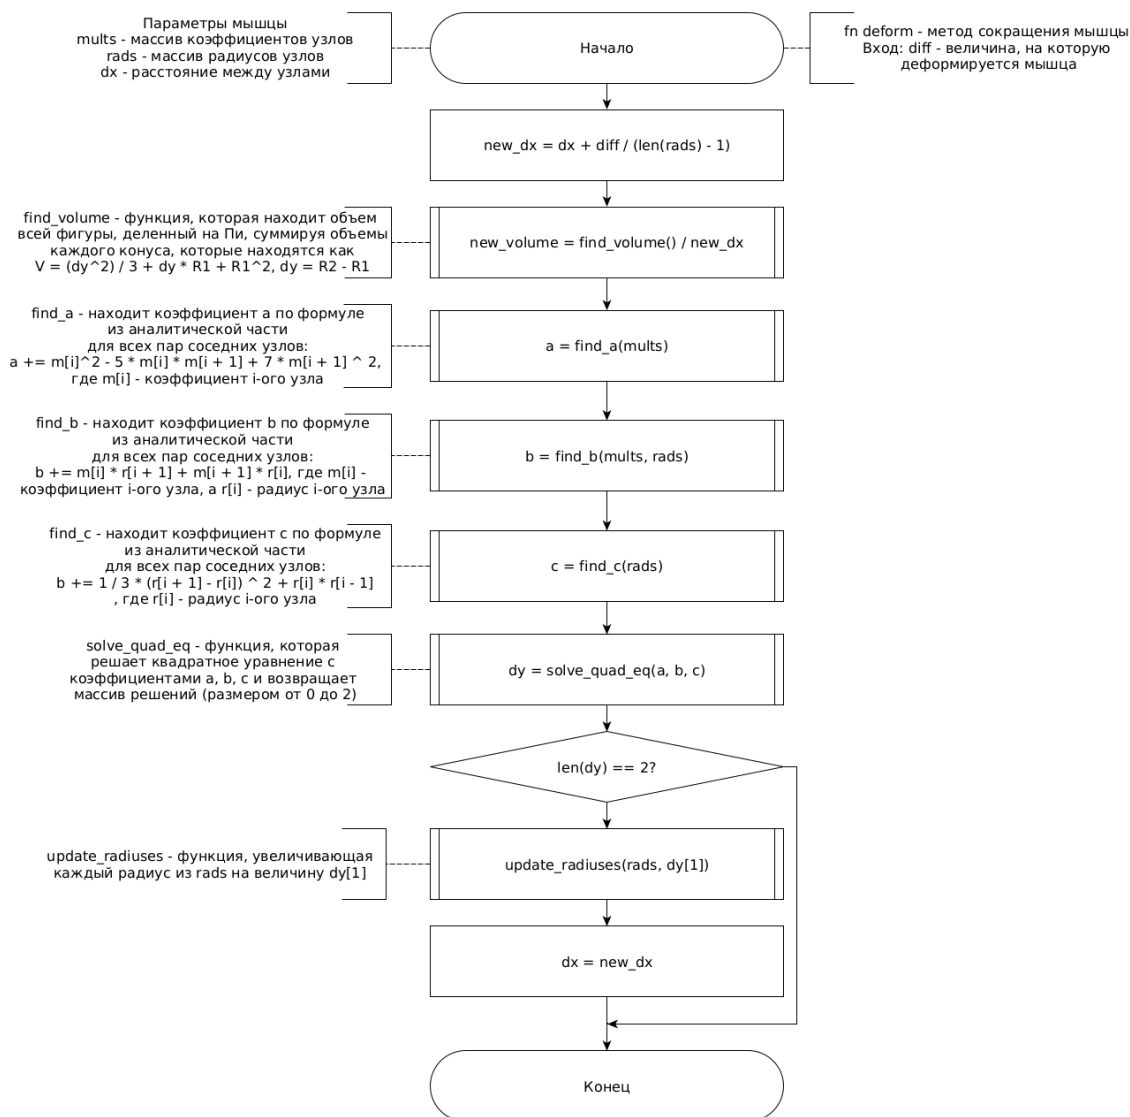 Параметры мышцы
mults - массив коэффициентов узлов
rads - массив радиусов узлов
dx - расстояние между узлами
Начало
fn deform - метод сокращения мышцы
Вход: diff - величина, на которую
деформируется мышца
new_dx = dx + diff / (len(rads) - 1)
find_volume - функция, которая находит объем
всей фигуры, деленный на Пи, суммируя объемы
каждого конуса, которые находятся как
V = (dy^2) / 3 + dy * R1 + R1^2, dy = R2 - R1
new_volume = find_volume() / new_dx
find_a - находит коэффициент a по формуле
из аналитической части
для всех пар соседних узлов:
a += m[i]^2 - 5 * m[i] * m[i + 1] + 7 * m[i + 1] ^ 2,
где m[i] - коэффициент i-ого узла
a = find_a(mults)
find_b - находит коэффициент b по формуле
из аналитической части
для всех пар соседних узлов:
b += m[i] * r[i + 1] + m[i + 1] * r[i], где m[i] -
коэффициент i-ого узла, а r[i] - радиус i-ого узла
b = find_b(mults, rads)
find_c - находит коэффициент c по формуле
из аналитической части
для всех пар соседних узлов:
b += 1 / 3 * (r[i + 1] - r[i]) ^ 2 + r[i] * r[i - 1]
, где r[i] - радиус i-ого узла
c = find_c(rads)
solve_quad_eq - функция, которая
решает квадратное уравнение с
коэффициентами a, b, c и возвращает
массив решений (размером от 0 до 2)
dy = solve_quad_eq(a, b, c)
len(dy) == 2?
update_radiuses - функция, увеличивающая
каждый радиус из rads на величину dy[1]
update_radiuses(rads, dy[1])
dx = new_dx
Конец